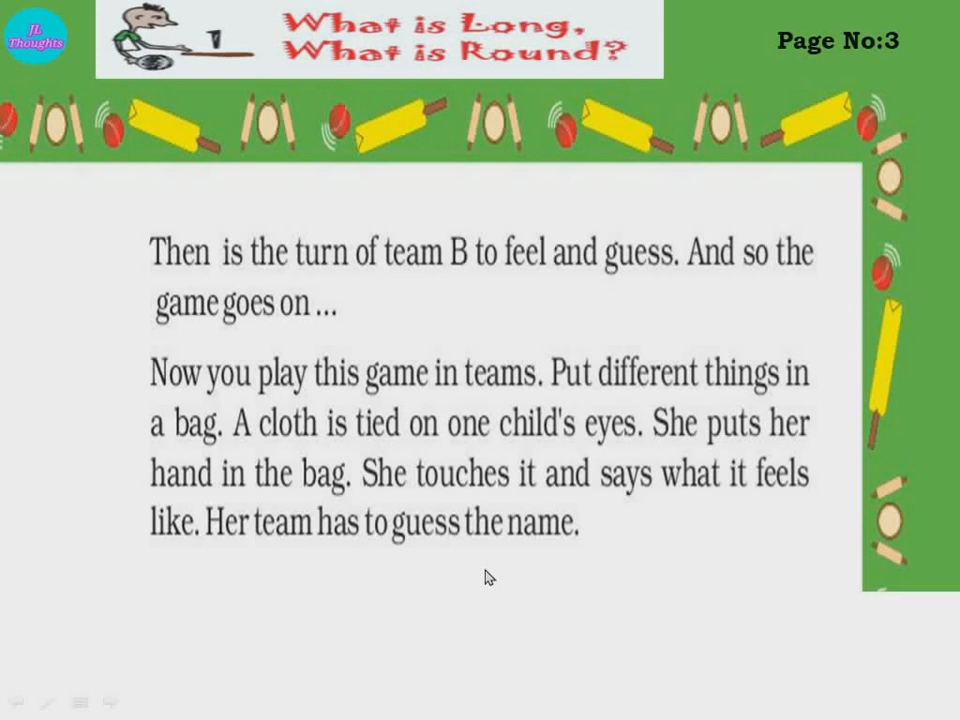 JL
Thoughts
What is Long,
What is Round?
Page No:3
Then is the turn of team B to feel and guess. And so the
game goes on ...
Now you play this game in teams. Put different things in
a bag. A cloth is tied on one child's eyes. She puts her
hand in the bag. She touches it and says what it feels
like. Her team has to guess the name.